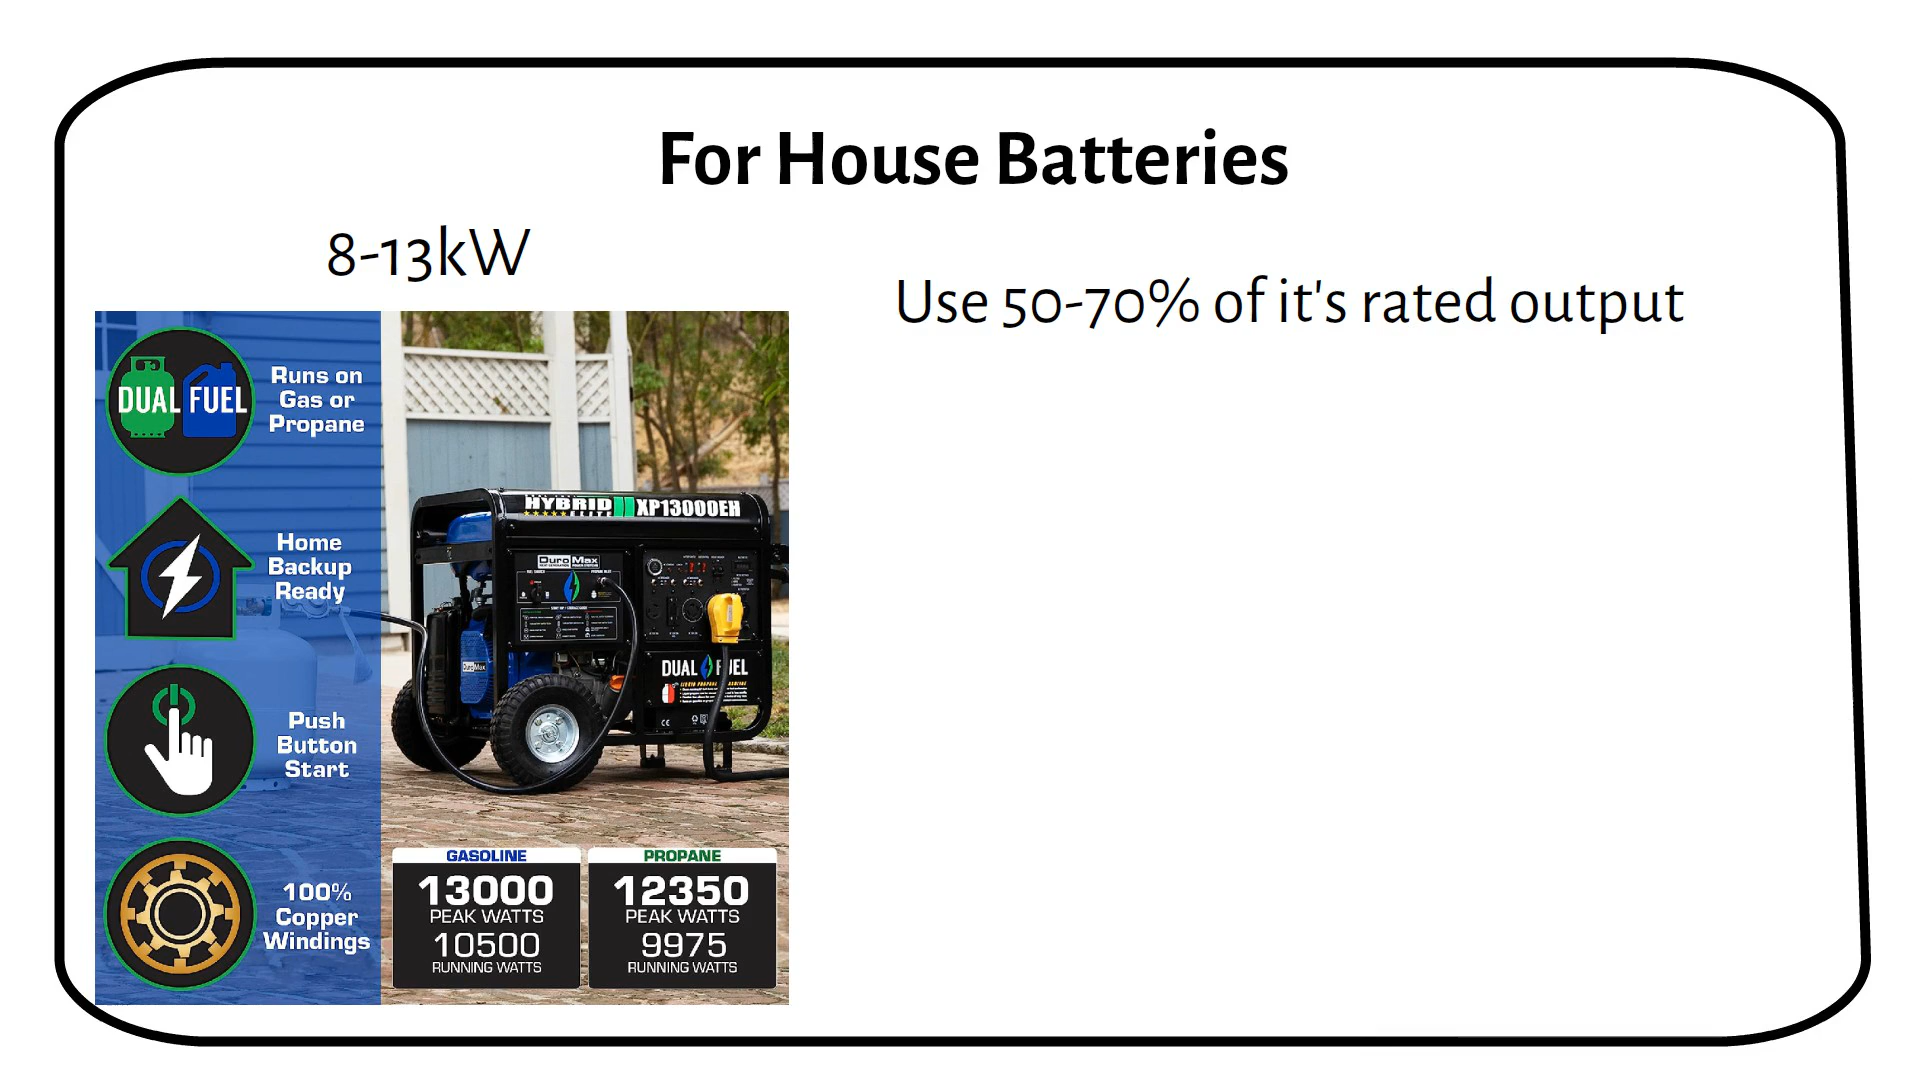 For House Batteries
8-13kW
Use 50-70% of it's rated output
DUAL FUEL
Runs on
Gas or
Propane
Home
Backup
Ready
Push
Button
Start
100%
Copper
Windings
HYBRID XP13000EH
ELITE
DuroMax
DuroMax
DUAL FUEL
GASOLINE
13000
PEAK WATTS
10500
RUNNING WATTS
PROPANE
12350
PEAK WATTS
9975
RUNNING WATTS